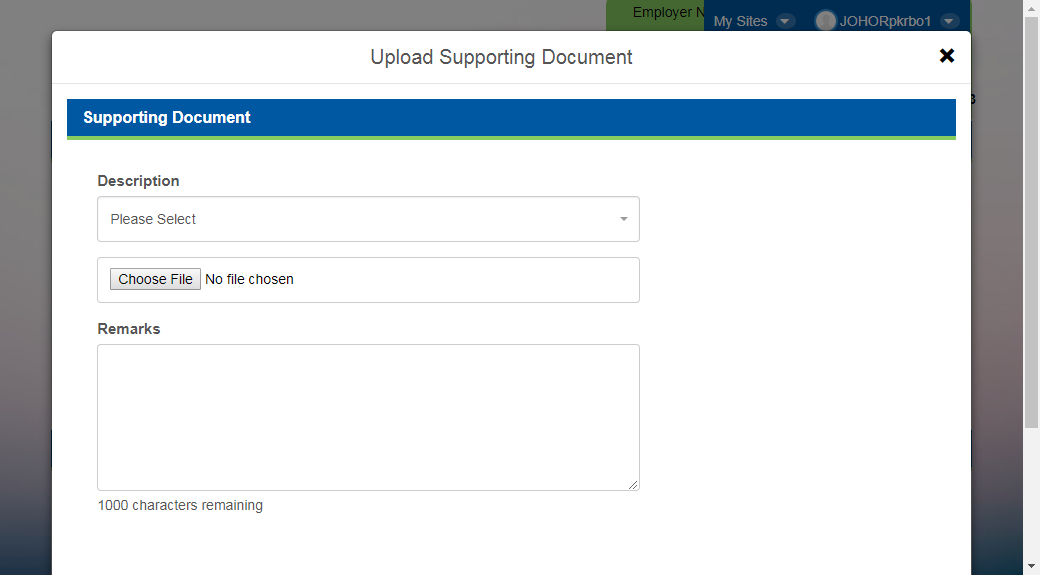 Employer N
My Sites
JOHORpkrbo1
Upload Supporting Document
3
Supporting Document
Description
Please Select
Choose File No file chosen
Remarks
1000 characters remaining